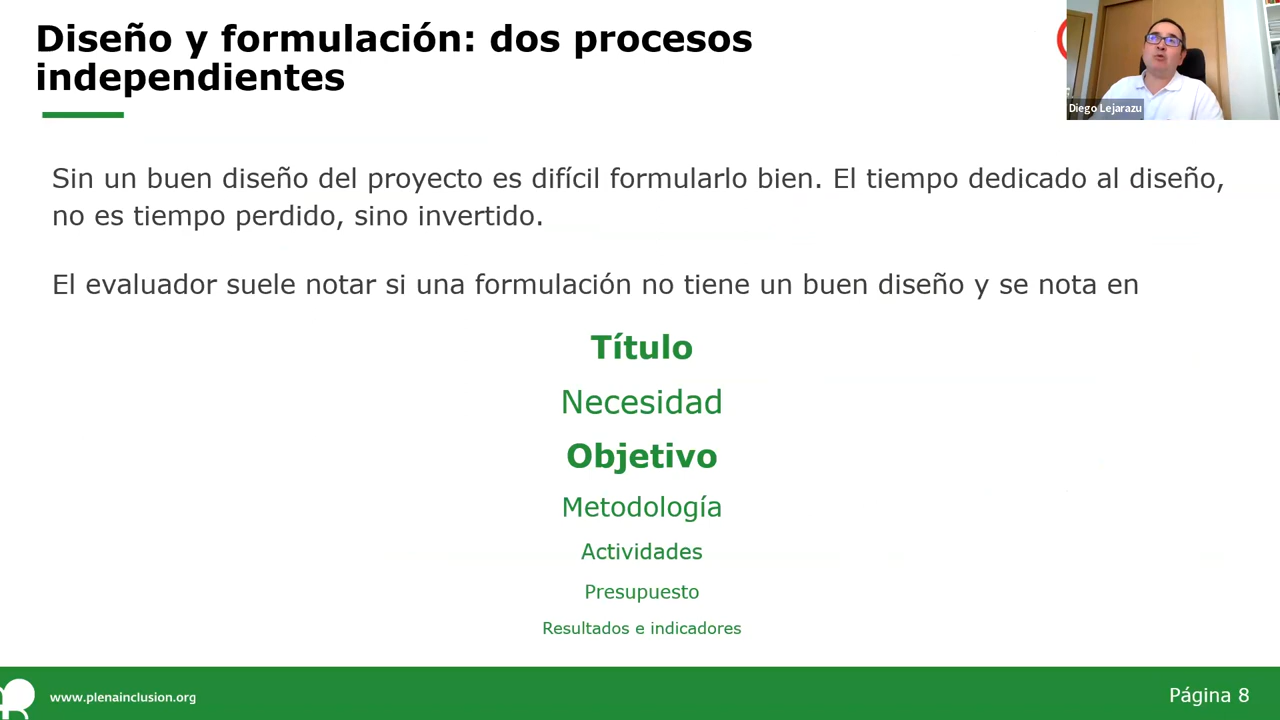 Diseño y formulación: dos procesos
independientes
Diego Lejarazu
Sin un buen diseño del proyecto es difícil formularlo bien. El tiempo dedicado al diseño,
no es tiempo perdido, sino invertido.
El evaluador suele notar si una formulación no tiene un buen diseño y se nota en
Título
Necesidad
Objetivo
Metodología
Actividades
Presupuesto
Resultados e indicadores
www.plenainclusion.org
Página 8